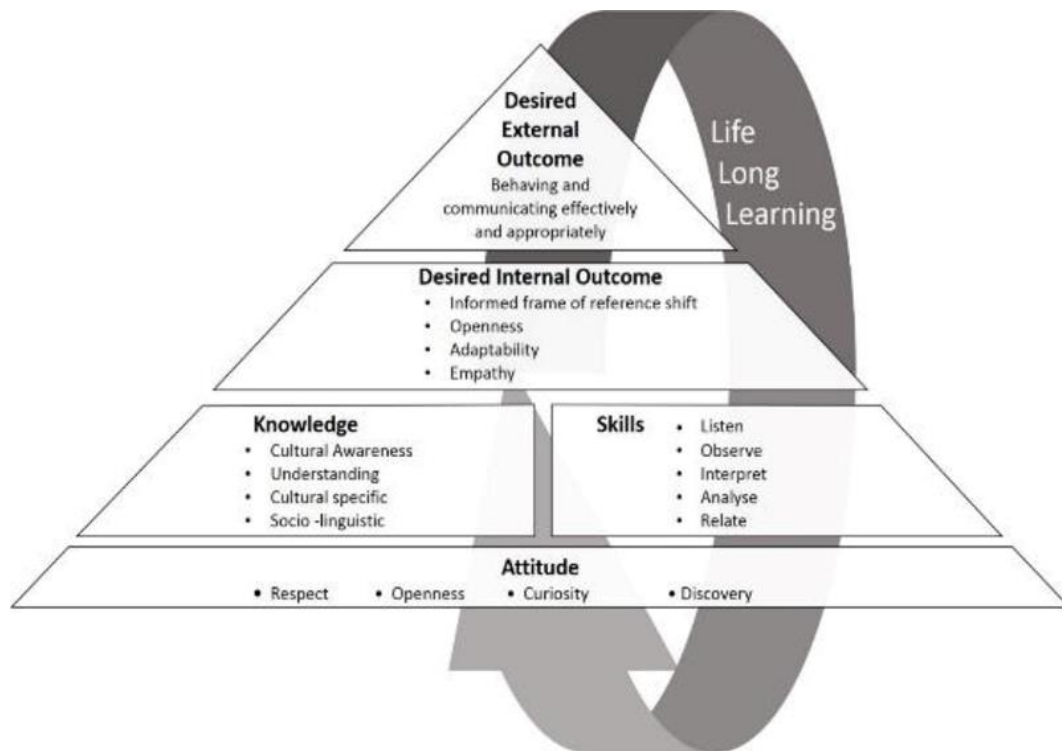 Desired
External
Outcome
Behaving and
communicating effectively
and appropriately
Life
Long
Learning
Desired Internal Outcome
• Informed frame of reference shift
• Openness
• Adaptability
• Empathy
Knowledge
• Cultural Awareness
• Understanding
• Cultural specific
• Socio -linguistic
Skills
• Listen
• Observe
• Interpret
• Analyse
• Relate
Attitude
• Respect • Openness • Curiosity • Discovery